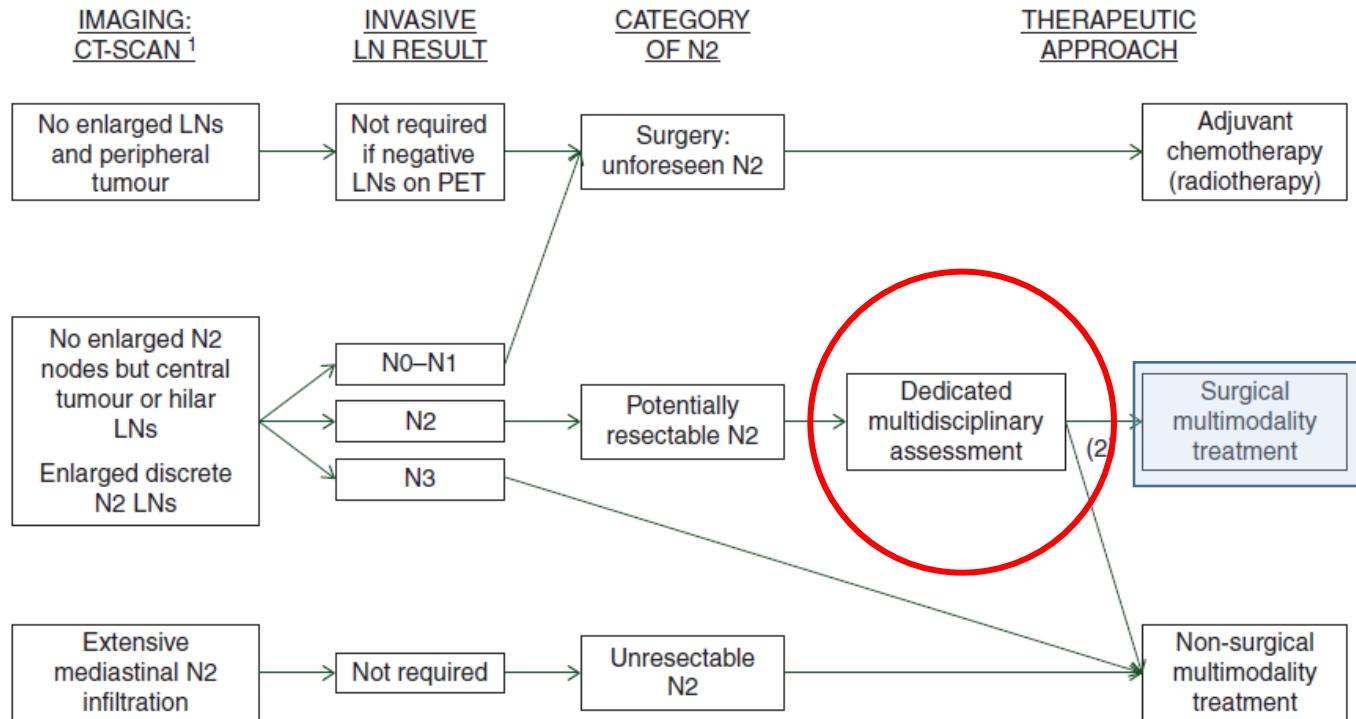 IMAGING:
CT-SCAN 1
INVASIVE
LN RESULT
CATEGORY
OF N2
THERAPEUTIC
APPROACH
No enlarged LNs
and peripheral
tumour
Not required
if negative
LNs on PET
Surgery:
unforeseen N2
Adjuvant
chemotherapy
(radiotherapy)
No enlarged N2
nodes but central
tumour or hilar
LNs
Enlarged discrete
N2 LNs
N0–N1
N2
N3
Potentially
resectable N2
Dedicated
multidisciplinary
assessment
(2)
Surgical
multimodality
treatment
Extensive
mediastinal N2
infiltration
Not required
Unresectable
N2
Non-surgical
multimodality
treatment